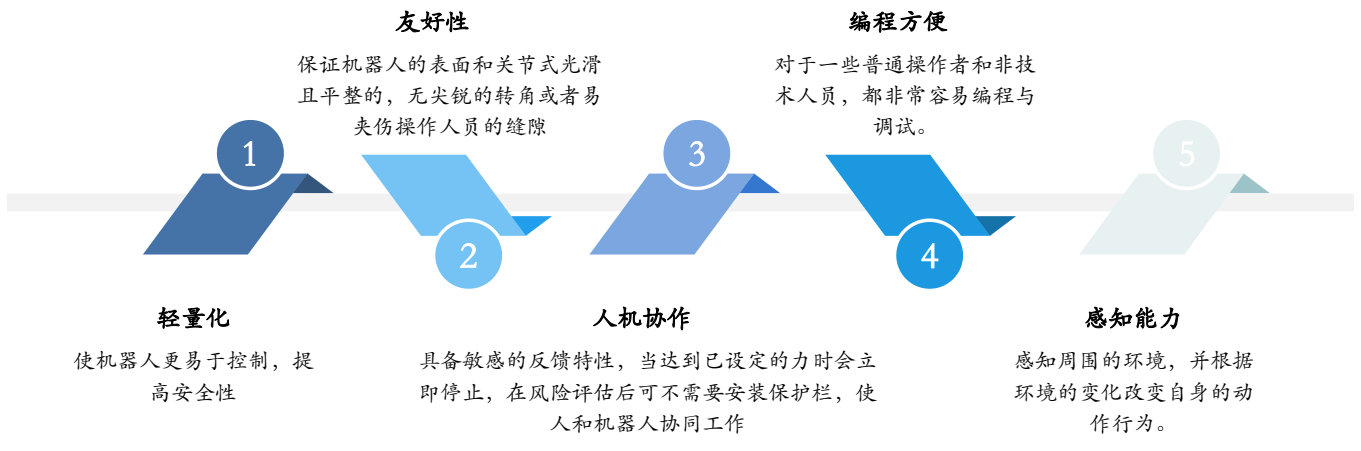 友好性
保证机器人的表面和关节式光滑
且平整的，无尖锐的转角或者易
夹伤操作人员的缝隙
编程方便
对于一些普通操作者和非技
术人员，都非常容易编程与
调试。
1
2
3
4
5
轻量化
使机器人更易于控制，提
高安全性
人机协作
具备敏感的反馈特性，当达到已设定的力时会立
即停止，在风险评估后可不需要安装保护栏，使
人和机器人协同工作
感知能力
感知周围的环境，并根据
环境的变化改变自身的动
作行为。